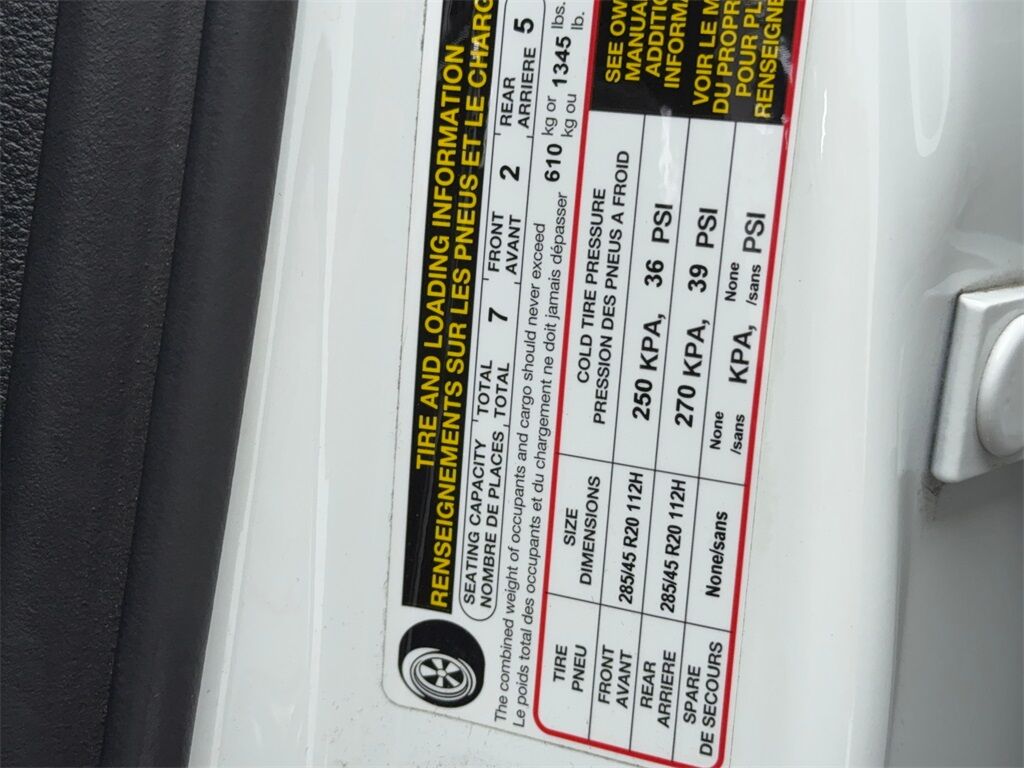 TIRE AND LOADING INFORMATION
RENSEIGNEMENTS SUR LES PNEUS ET LE CHARG
SEATING CAPACITY TOTAL 7 FRONT 2 REAR 5
NOMBRE DE PLACES TOTAL AVANT ARRIERE
The combined weight of occupants and cargo should never exceed 610 kg or 1345 lbs.
Le poids total des occupants et du chargement ne doit jamais dépasser kg ou lb.
TIRE SIZE COLD TIRE PRESSURE
PNEU DIMENSIONS PRESSION DES PNEUS A FROID
FRONT
AVANT 285/45 R20 112H 250 KPA, 36 PSI
REAR
ARRIERE 285/45 R20 112H 270 KPA, 39 PSI
SPARE
DE SECOURS None/sans None /sans KPA, None /sans PSI
SEE OW
MANUAL
ADDITIO
INFORMA
VOIR LE M
DU PROPR
POUR PL
RENSEIGNE